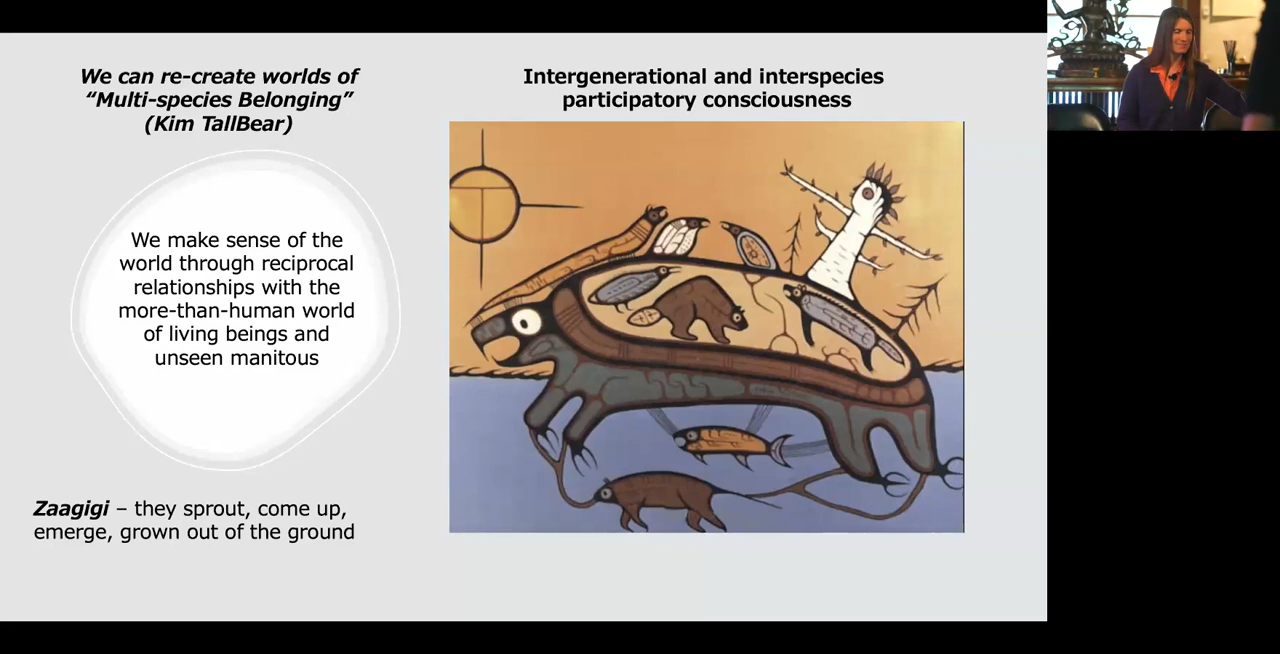 We can re-create worlds of
“Multi-species Belonging”
(Kim TallBear)
We make sense of the
world through reciprocal
relationships with the
more-than-human world
of living beings and
unseen manitous
Zaagigi – they sprout, come up,
emerge, grown out of the ground
Intergenerational and interspecies
participatory consciousness